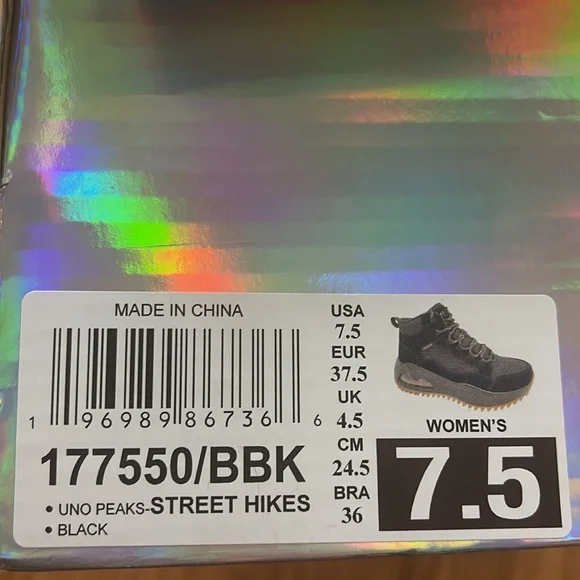 MADE IN CHINA
1 96989 86736 6
177550/BBK
• UNO PEAKS-STREET HIKES
• BLACK
USA
7.5
EUR
37.5
UK
4.5
CM
24.5
BRA
36
WOMEN'S
7.5